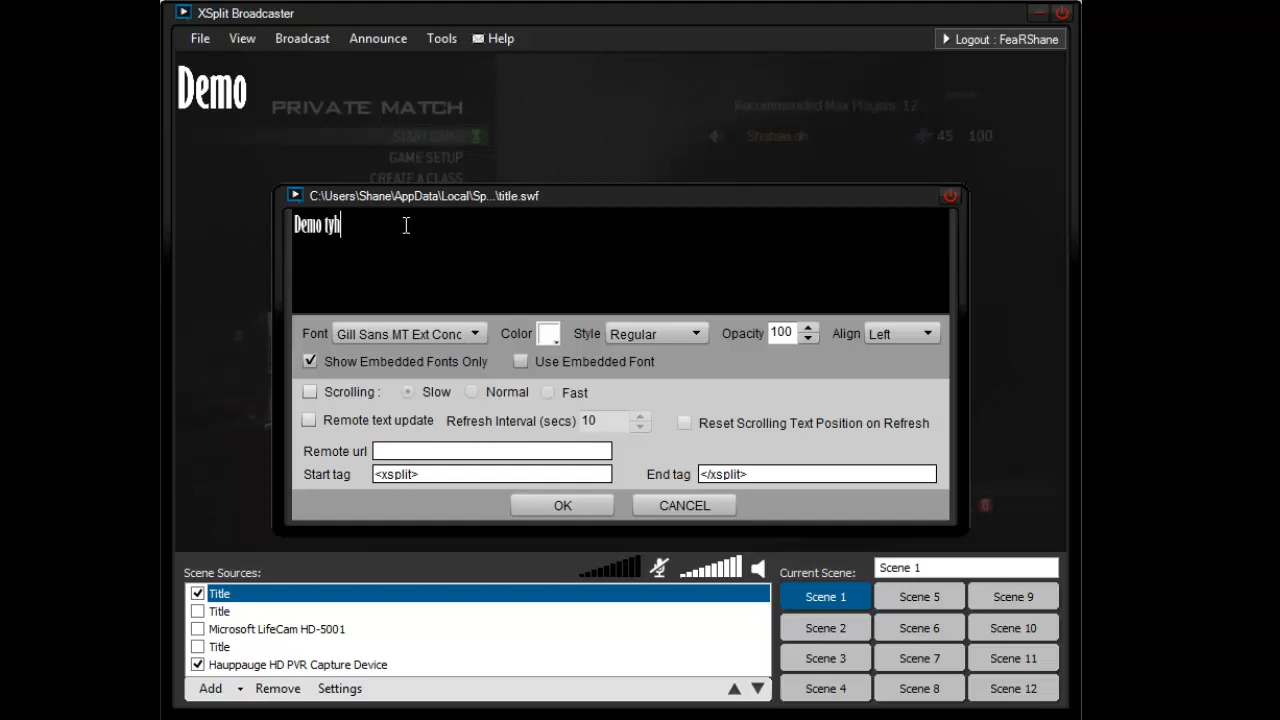 XSplit Broadcaster
File View Broadcast Announce Tools Help
Logout : FeaRShane
Demo
PRIVATE MATCH
Recommended Max Players: 12
START GAME
45 100
GAME SETUP
CREATE A CLASS
C:\Users\Shane\AppData\Local\Sp...\title.swf
Demo tyh
Font Gill Sans MT Ext Conc Color Style Regular Opacity 100 Align Left
Show Embedded Fonts Only Use Embedded Font
Scrolling : Slow Normal Fast
Remote text update Refresh Interval (secs) 10 Reset Scrolling Text Position on Refresh
Remote url
Start tag <xsplit> End tag </xsplit>
OK CANCEL
Scene Sources: Current Scene: Scene 1
Title
Title
Microsoft LifeCam HD-5001
Title
Hauppauge HD PVR Capture Device
Scene 1 Scene 5 Scene 9
Scene 2 Scene 6 Scene 10
Scene 3 Scene 7 Scene 11
Scene 4 Scene 8 Scene 12
Add Remove Settings